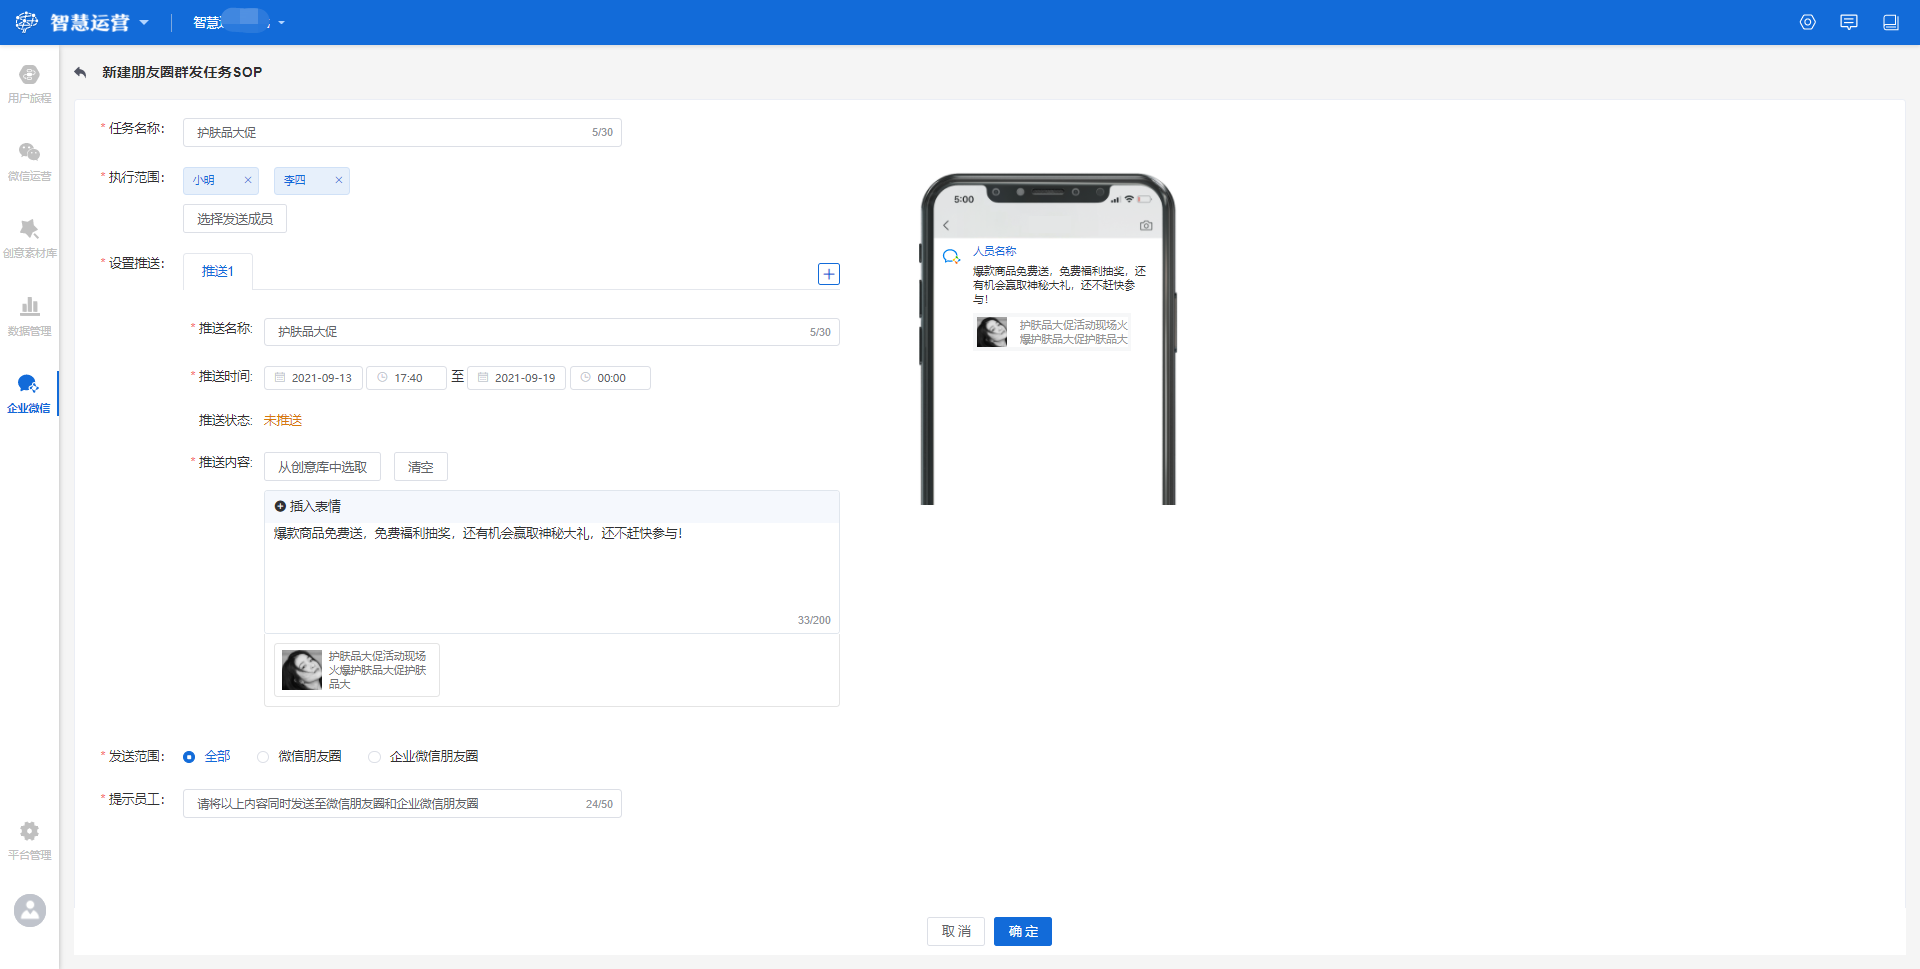 智慧运营
智慧
新建朋友圈群发任务SOP
用户旅程
微信运营
创意素材库
数据管理
企业微信
平台管理
* 任务名称:
护肤品大促
5/30
* 执行范围:
小明 ×
李四 ×
选择发送成员
* 设置推送:
推送1
+
* 推送名称:
护肤品大促
5/30
* 推送时间:
2021-09-13 17:40 至 2021-09-19 00:00
推送状态:
未推送
* 推送内容:
从创意库中选取
清空
插入表情
爆款商品免费送，免费福利抽奖，还有机会赢取神秘大礼，还不赶快参与！
33/200
护肤品大促活动现场
火爆护肤品大促护肤
品大
* 发送范围:
全部
微信朋友圈
企业微信朋友圈
* 提示员工:
请将以上内容同时发送至微信朋友圈和企业微信朋友圈
24/50
5:00
人员名称
爆款商品免费送，免费福利抽奖，还
有机会赢取神秘大礼，还不赶快参
与！
护肤品大促活动现场火
爆护肤品大促护肤品大
取 消
确 定